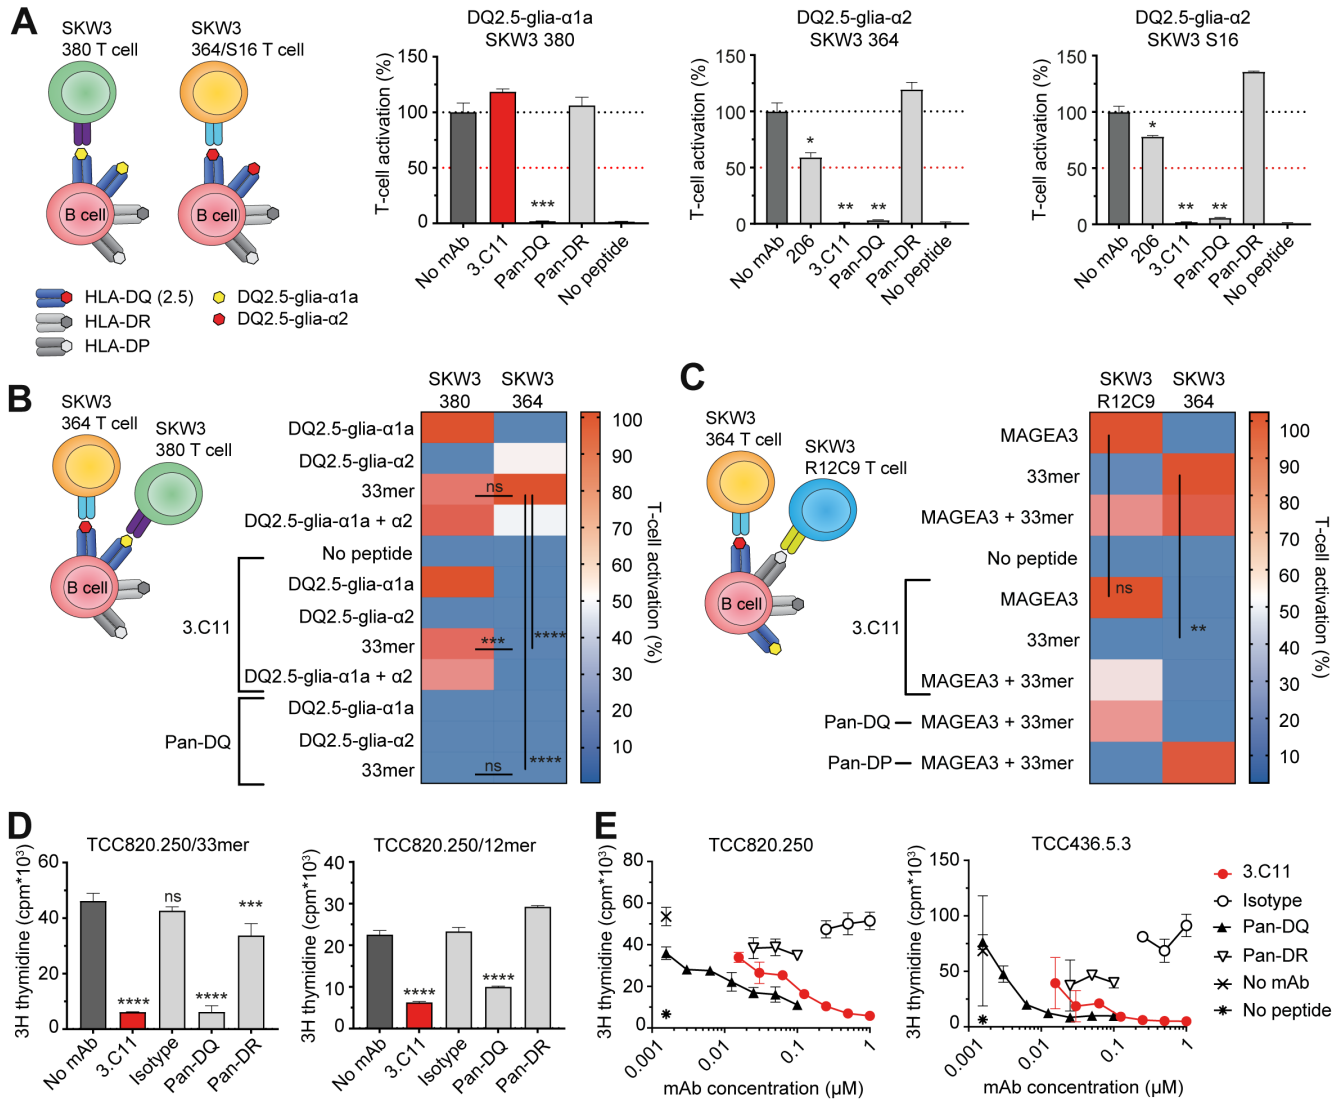 A
SKW3
380 T cell
SKW3
364/S16 T cell
B cell
B cell
HLA-DQ (2.5)
HLA-DR
HLA-DP
DQ2.5-glia-α1a
DQ2.5-glia-α2
DQ2.5-glia-α1a
SKW3 380
T-cell activation (%)
150
100
50
0
***
No mAb
3.C11
Pan-DQ
Pan-DR
No peptide
DQ2.5-glia-α2
SKW3 364
T-cell activation (%)
150
100
50
0
*
**
**
No mAb
206
3.C11
Pan-DQ
Pan-DR
No peptide
DQ2.5-glia-α2
SKW3 S16
T-cell activation (%)
150
100
50
0
*
**
**
No mAb
206
3.C11
Pan-DQ
Pan-DR
No peptide
B
SKW3
364 T cell
SKW3
380 T cell
B cell
SKW3
380
SKW3
364
DQ2.5-glia-α1a
DQ2.5-glia-α2
33mer
DQ2.5-glia-α1a + α2
No peptide
3.C11
DQ2.5-glia-α1a
DQ2.5-glia-α2
33mer
DQ2.5-glia-α1a + α2
Pan-DQ
DQ2.5-glia-α1a
DQ2.5-glia-α2
33mer
ns
***
****
ns
****
100
90
80
70
60
50
40
30
20
10
T-cell activation (%)
C
SKW3
364 T cell
SKW3
R12C9 T cell
B cell
SKW3
R12C9
SKW3
364
MAGEA3
33mer
MAGEA3 + 33mer
No peptide
3.C11
MAGEA3
33mer
MAGEA3 + 33mer
Pan-DQ
MAGEA3 + 33mer
Pan-DP
MAGEA3 + 33mer
ns
**
100
90
80
70
60
50
40
30
20
10
T-cell activation (%)
D
TCC820.250/33mer
3H thymidine (cpm*10³)
60
40
20
0
****
ns
****
***
No mAb
3.C11
Isotype
Pan-DQ
Pan-DR
TCC820.250/12mer
3H thymidine (cpm*10³)
40
30
20
10
0
****
****
No mAb
3.C11
Isotype
Pan-DQ
Pan-DR
E
TCC820.250
3H thymidine (cpm*10³)
80
60
40
20
0
0.001
0.01
0.1
1
mAb concentration (µM)
TCC436.5.3
3H thymidine (cpm*10³)
150
100
50
0
0.001
0.01
0.1
1
mAb concentration (µM)
3.C11
Isotype
Pan-DQ
Pan-DR
No mAb
No peptide